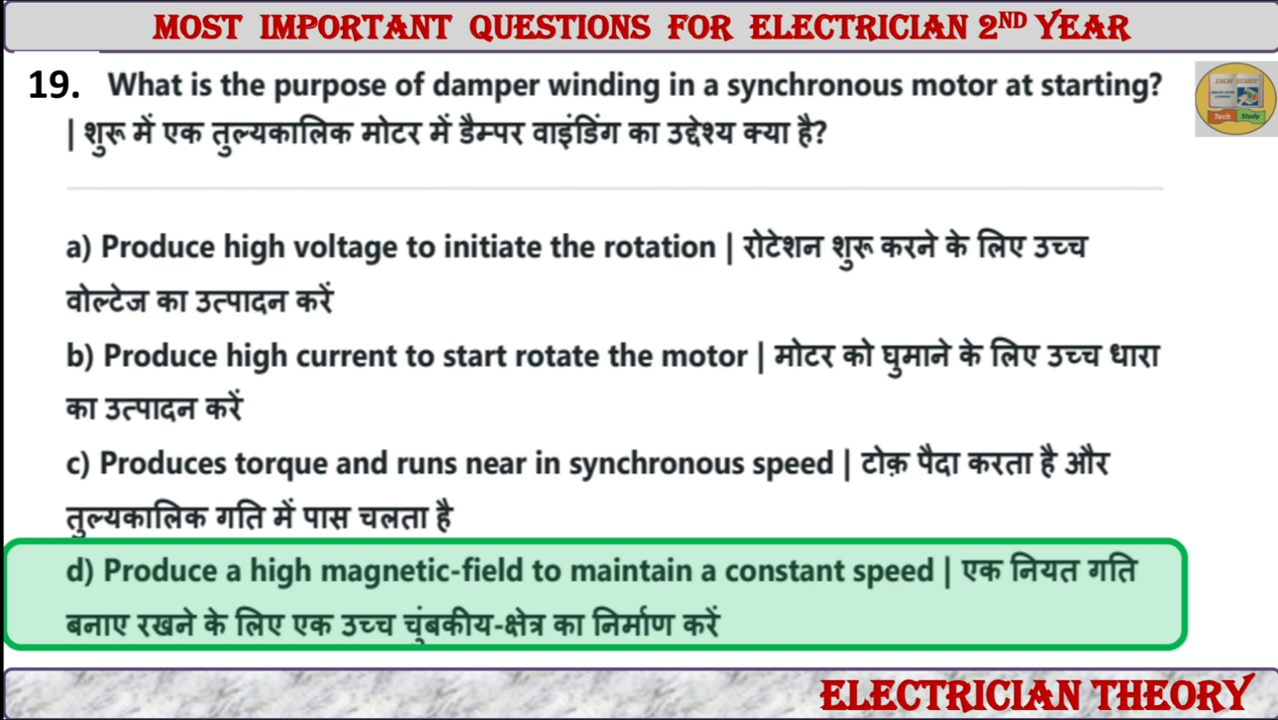 MOST IMPORTANT QUESTIONS FOR ELECTRICIAN 2ND YEAR
19. What is the purpose of damper winding in a synchronous motor at starting?
| शुरू में एक तुल्यकालिक मोटर में डैम्पर वाइंडिंग का उद्देश्य क्या है?
Tech Study
a) Produce high voltage to initiate the rotation | रोटेशन शुरू करने के लिए उच्च
वोल्टेज का उत्पादन करें
b) Produce high current to start rotate the motor | मोटर को घुमाने के लिए उच्च धारा
का उत्पादन करें
c) Produces torque and runs near in synchronous speed | टोक़ पैदा करता है और
तुल्यकालिक गति में पास चलता है
d) Produce a high magnetic-field to maintain a constant speed | एक नियत गति
बनाए रखने के लिए एक उच्च चुंबकीय-क्षेत्र का निर्माण करें
ELECTRICIAN THEORY